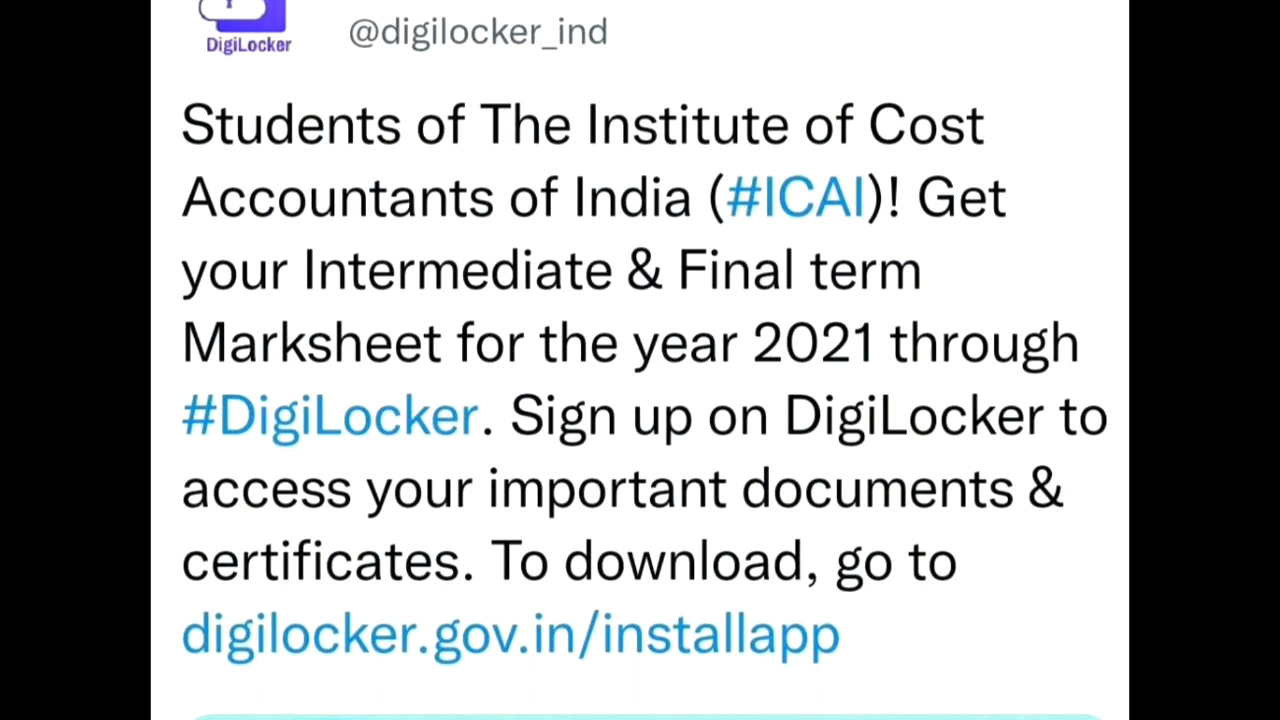 DigiLocker
@digilocker_ind
Students of The Institute of Cost
Accountants of India (#ICAI)! Get
your Intermediate & Final term
Marksheet for the year 2021 through
#DigiLocker. Sign up on DigiLocker to
access your important documents &
certificates. To download, go to
digilocker.gov.in/installapp